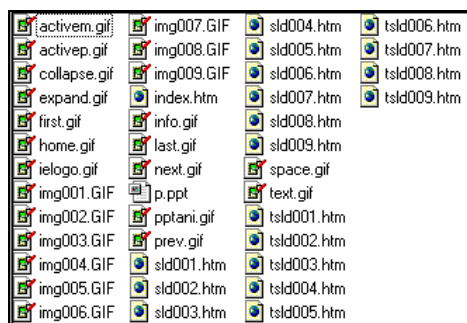 activem.gif
activep.gif
collapse.gif
expand.gif
first.gif
home.gif
ielogo.gif
img001.GIF
img002.GIF
img003.GIF
img004.GIF
img005.GIF
img006.GIF
img007.GIF
img008.GIF
img009.GIF
index.htm
info.gif
last.gif
next.gif
p.ppt
pptani.gif
prev.gif
sld001.htm
sld002.htm
sld003.htm
sld004.htm
sld005.htm
sld006.htm
sld007.htm
sld008.htm
sld009.htm
space.gif
text.gif
tsld001.htm
tsld002.htm
tsld003.htm
tsld004.htm
tsld005.htm
tsld006.htm
tsld007.htm
tsld008.htm
tsld009.htm